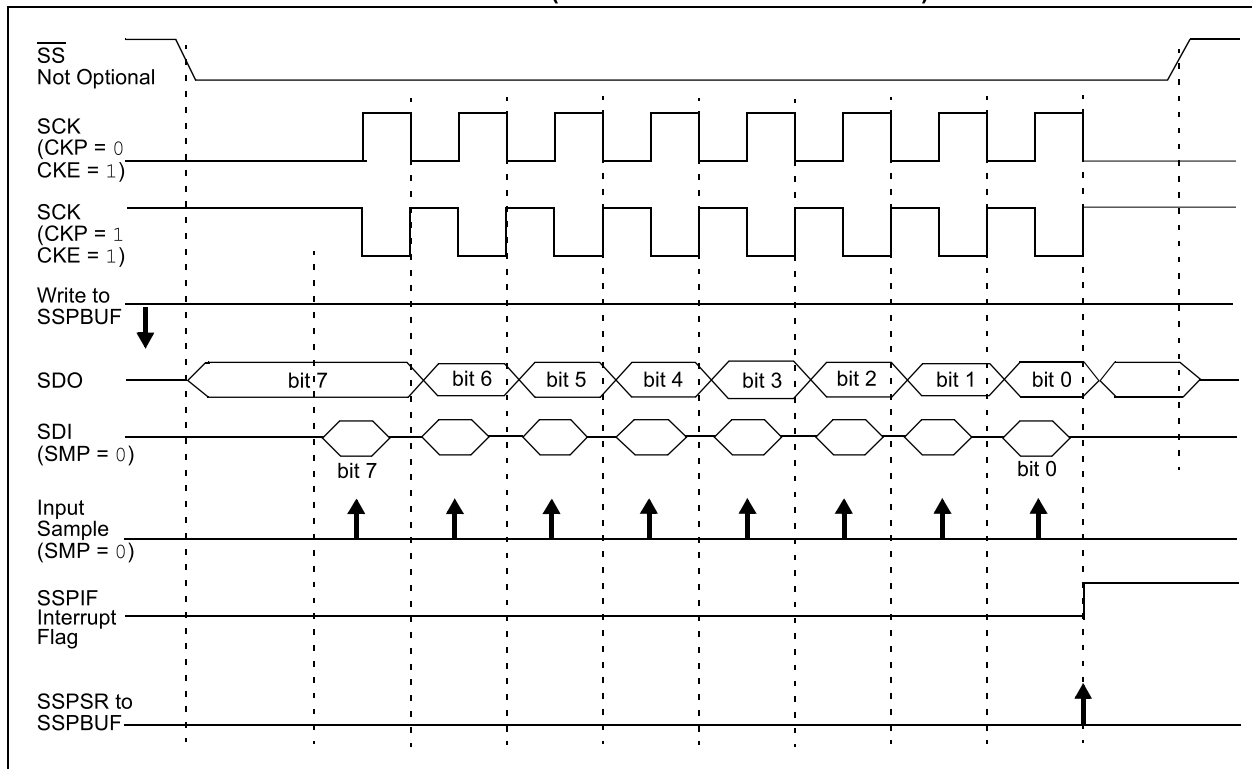 SS
Not Optional
SCK
(CKP = 0
CKE = 1)
SCK
(CKP = 1
CKE = 1)
Write to
SSPBUF
SDO
bit 7 bit 6 bit 5 bit 4 bit 3 bit 2 bit 1 bit 0
SDI
(SMP = 0)
bit 7 bit 0
Input
Sample
(SMP = 0)
SSPIF
Interrupt
Flag
SSPSR to
SSPBUF